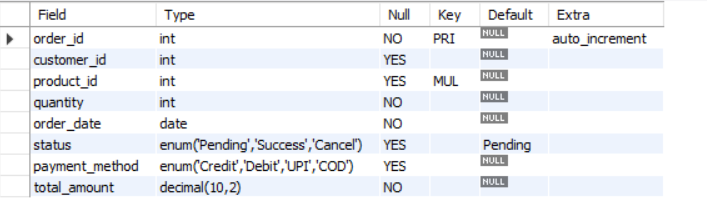 Field Type Null Key Default Extra
order_id int NO PRI NULL auto_increment
customer_id int YES NULL
product_id int YES MUL NULL
quantity int NO NULL
order_date date NO NULL
status enum('Pending','Success','Cancel') YES Pending
payment_method enum('Credit','Debit','UPI','COD') YES NULL
total_amount decimal(10,2) NO NULL